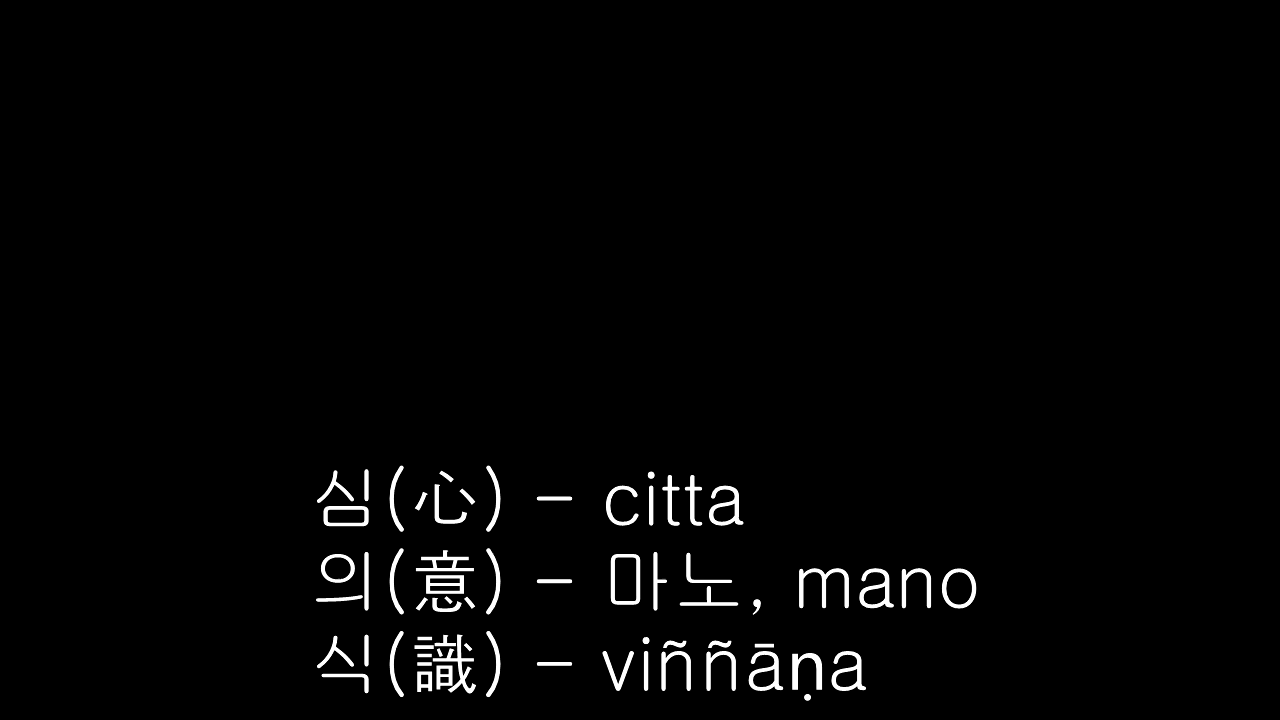 심(心) - citta
의(意) - 마노, mano
식(識) - viññāṇa